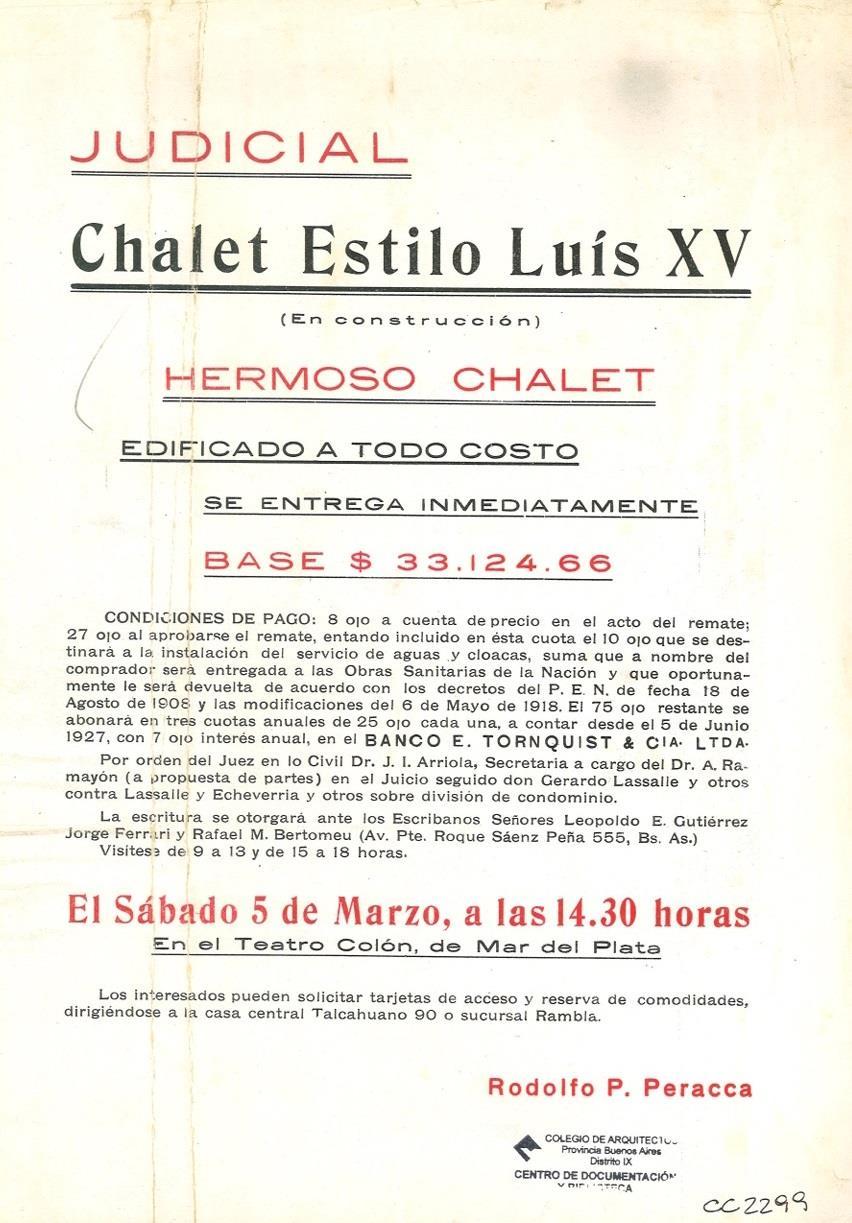 JUDICIAL
Chalet Estilo Luís XV
(En construcción)
HERMOSO CHALET
EDIFICADO A TODO COSTO
SE ENTREGA INMEDIATAMENTE
BASE $ 33.124.66
CONDICIONES DE PAGO: 8 o|o a cuenta de precio en el acto del remate;
27 o|o al aprobarse el remate, entando incluido en ésta cuota el 10 o|o que se des-
tinará a la instalación del servicio de aguas y cloacas, suma que a nombre del
comprador será entregada a las Obras Sanitarias de la Nación y que oportuna-
mente le será devuelta de acuerdo con los decretos del P. E. N. de fecha 18 de
Agosto de 1908 y las modificaciones del 6 de Mayo de 1918. El 75 o|o restante se
abonará en tres cuotas anuales de 25 o|o cada una, a contar desde el 5 de Junio
1927, con 7 o|o interés anual, en el BANCO E. TORNQUIST & CIA. LTDA.
Por orden del Juez en lo Civil Dr. J. I. Arriola, Secretaria a cargo del Dr. A. Ra-
mayón (a propuesta de partes) en el Juicio seguido don Gerardo Lassalle y otros
contra Lassalle y Echeverria y otros sobre división de condominio.
La escritura se otorgará ante los Escribanos Señores Leopoldo E. Gutiérrez
Jorge Ferrari y Rafael M. Bertomeu (Av. Pte. Roque Sáenz Peña 555, Bs. As.)
Visítese de 9 a 13 y de 15 a 18 horas.
El Sábado 5 de Marzo, a las 14.30 horas
En el Teatro Colón, de Mar del Plata
Los interesados pueden solicitar tarjetas de acceso y reserva de comodidades,
dirigiéndose a la casa central Talcahuano 90 o sucursal Rambla.
Rodolfo P. Peracca
COLEGIO DE ARQUITECTOS
Provincia Buenos Aires
Distrito IX
CENTRO DE DOCUMENTACIÓN
Y BIBLIOTECA
CC2299